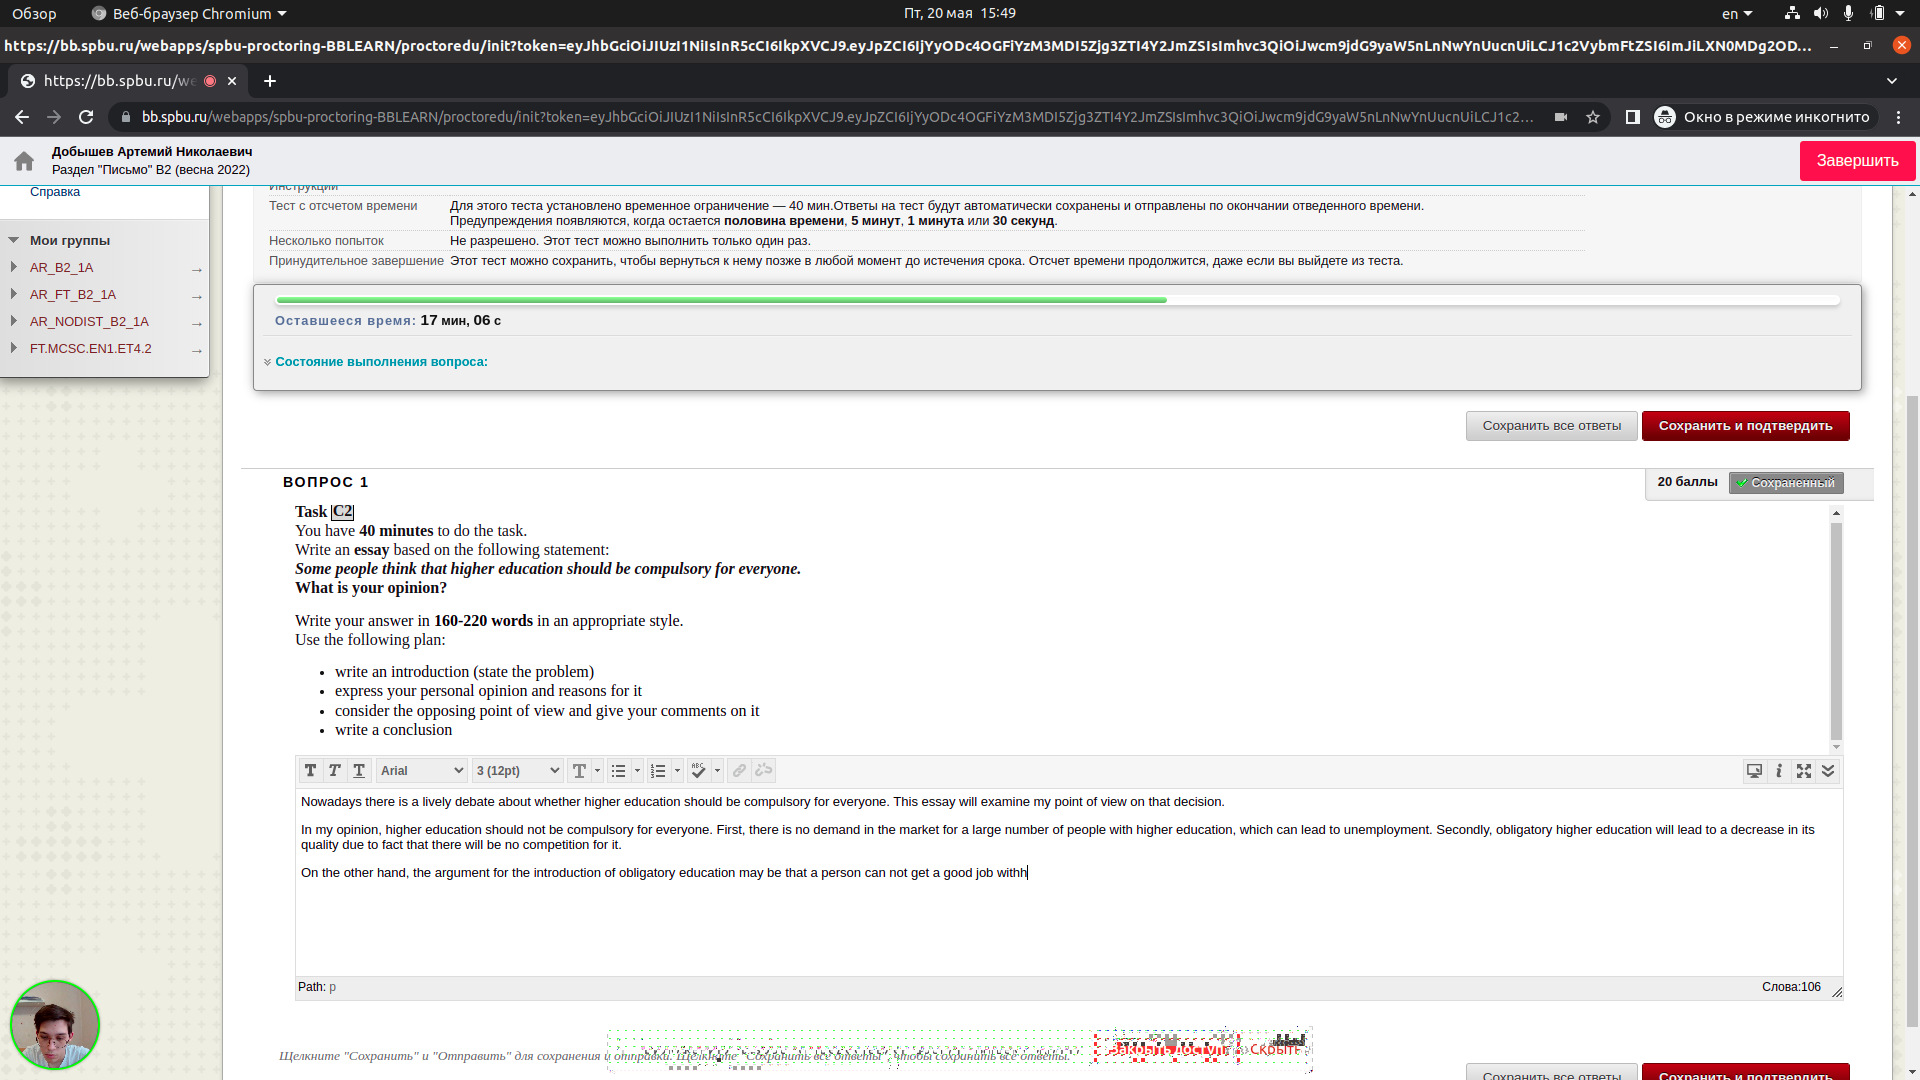 Обзор
Веб-браузер Chromium
Пт, 20 мая 15:49
en
https://bb.spbu.ru/webapps/spbu-proctoring-BBLEARN/proctoredu/init?token=eyJhbGciOiJIUzI1NiIsInR5cCI6IkpXVCJ9.eyJpZCI6IjYyODc4OGFiYzM3MDI5Zjg3ZTI4Y2JmZSIsImhvc3QiOiJwcm9jdG9yaW5nLnNwYnUucnUiLCJ1c2VybmFtZSI6ImJiLXN0MDg2OD...
https://bb.spbu.ru/we
bb.spbu.ru/webapps/spbu-proctoring-BBLEARN/proctoredu/init?token=eyJhbGciOiJIUzI1NiIsInR5cCI6IkpXVCJ9.eyJpZCI6IjYyODc4OGFiYzM3MDI5Zjg3ZTI4Y2JmZSIsImhvc3QiOiJwcm9jdG9yaW5nLnNwYnUucnUiLCJ1c2...
Окно в режиме инкогнито
Добышев Артемий Николаевич
Раздел "Письмо" B2 (весна 2022)
Завершить
Справка
Мои группы
AR_B2_1A
AR_FT_B2_1A
AR_NODIST_B2_1A
FT.MCSC.EN1.ET4.2
Инструкции
Тест с отсчетом времени Для этого теста установлено временное ограничение — 40 мин.Ответы на тест будут автоматически сохранены и отправлены по окончании отведенного времени.
Предупреждения появляются, когда остается половина времени, 5 минут, 1 минута или 30 секунд.
Несколько попыток Не разрешено. Этот тест можно выполнить только один раз.
Принудительное завершение Этот тест можно сохранить, чтобы вернуться к нему позже в любой момент до истечения срока. Отсчет времени продолжится, даже если вы выйдете из теста.
Оставшееся время: 17 мин, 06 с
Состояние выполнения вопроса:
Сохранить все ответы
Сохранить и подтвердить
ВОПРОС 1
20 баллы
Сохраненный
Task C2
You have 40 minutes to do the task.
Write an essay based on the following statement:
Some people think that higher education should be compulsory for everyone.
What is your opinion?
Write your answer in 160-220 words in an appropriate style.
Use the following plan:
• write an introduction (state the problem)
• express your personal opinion and reasons for it
• consider the opposing point of view and give your comments on it
• write a conclusion
T T T Arial 3 (12pt) T
Nowadays there is a lively debate about whether higher education should be compulsory for everyone. This essay will examine my point of view on that decision.
In my opinion, higher education should not be compulsory for everyone. First, there is no demand in the market for a large number of people with higher education, which can lead to unemployment. Secondly, obligatory higher education will lead to a decrease in its
quality due to fact that there will be no competition for it.
On the other hand, the argument for the introduction of obligatory education may be that a person can not get a good job withh
Path: p
Слова:106
Щелкните "Сохранить" и "Отправить" для сохранения и отправки. Щелкните "Сохранить все ответы", чтобы сохранить все ответы.
Закрыть доступ
Скрыть
Сохранить все ответы
Сохранить и подтвердить